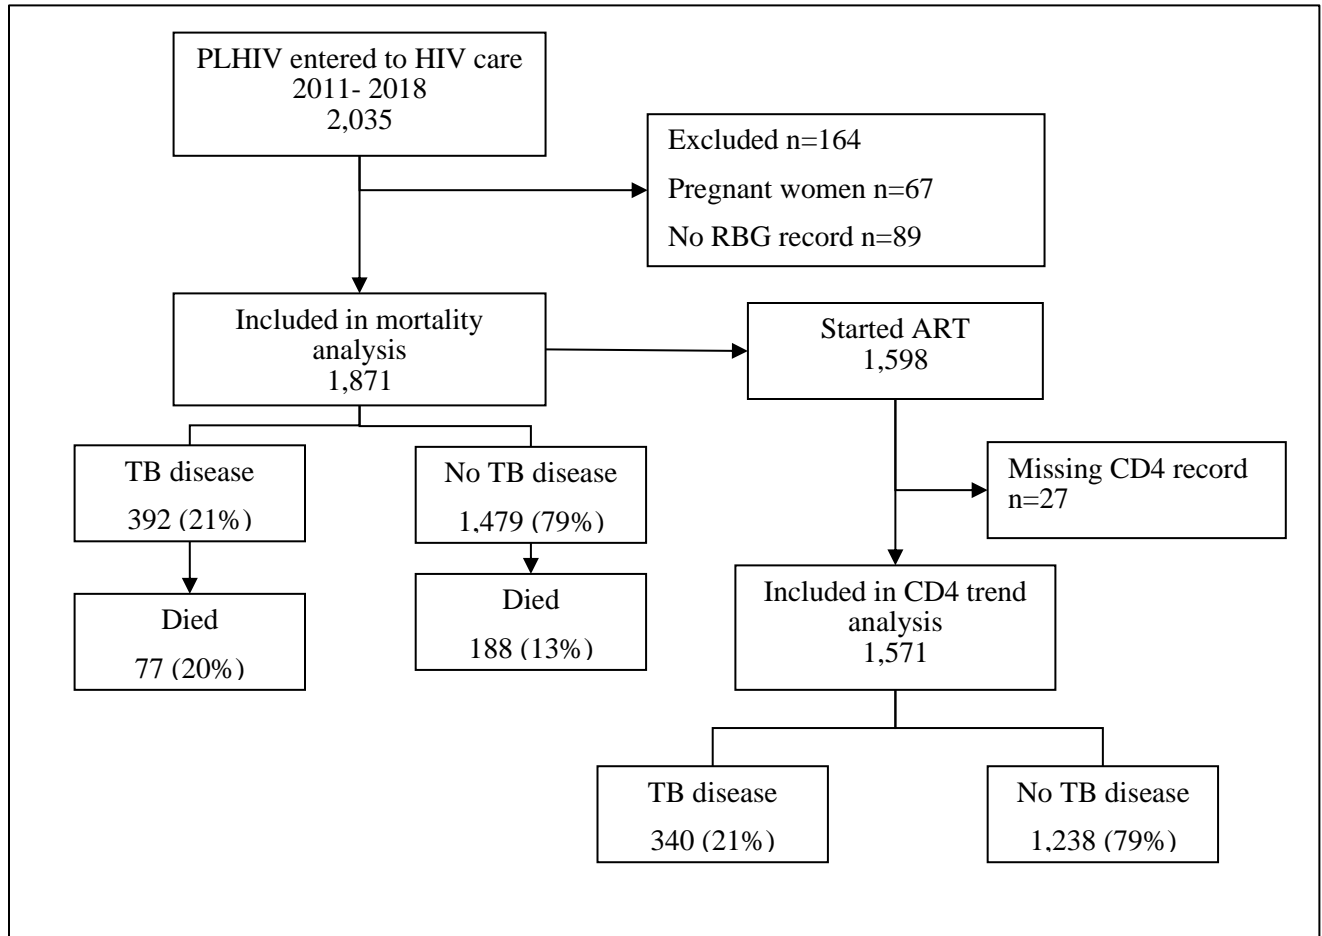 PLHIV entered to HIV care
2011- 2018
2,035
Excluded n=164
Pregnant women n=67
No RBG record n=89
Included in mortality
analysis
1,871
Started ART
1,598
TB disease
392 (21%)
No TB disease
1,479 (79%)
Missing CD4 record
n=27
Died
77 (20%)
Died
188 (13%)
Included in CD4 trend
analysis
1,571
TB disease
340 (21%)
No TB disease
1,238 (79%)